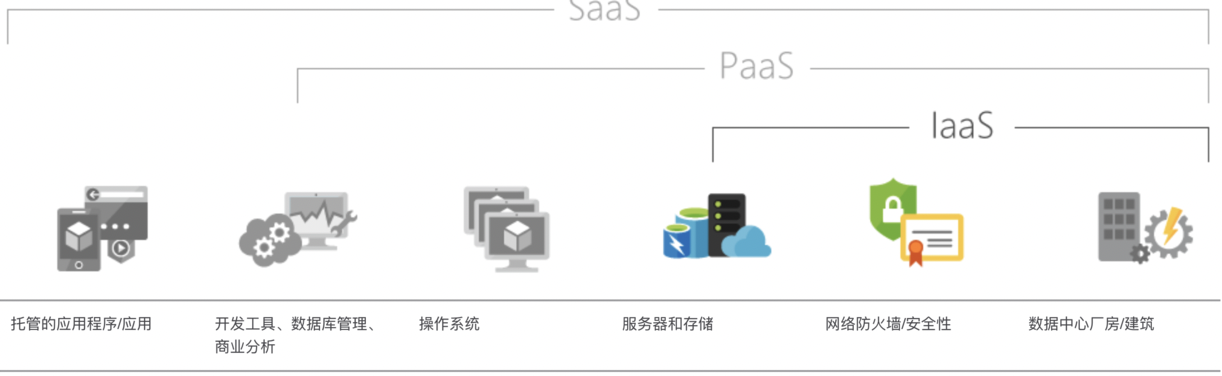 SaaS
PaaS
IaaS
托管的应用程序/应用
开发工具、数据库管理、
商业分析
操作系统
服务器和存储
网络防火墙/安全性
数据中心厂房/建筑